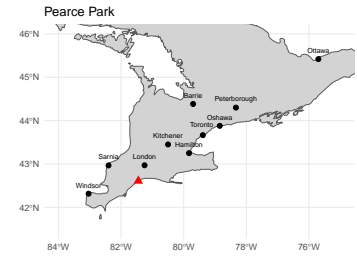 Pearce Park
46°N
Ottawa
45°N
Barrie
Peterborough
44°N
Oshawa
Toronto
Kitchener
Hamilton
43°N
Sarnia
London
Windsor
42°N
84°W
82°W
80°W
78°W
76°W